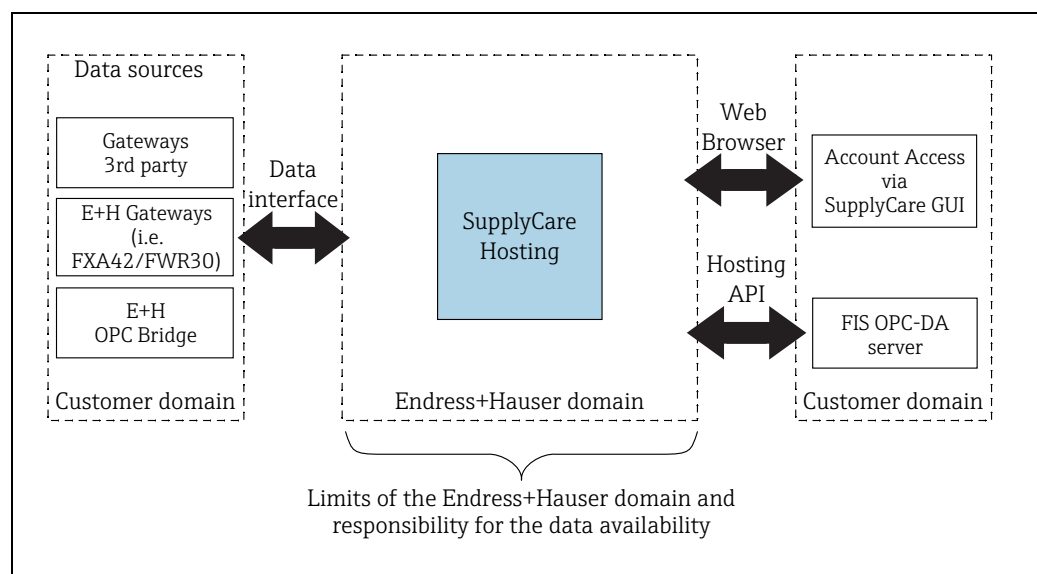 Data sources
Gateways
3rd party
E+H Gateways
(i.e.
FXA42/FWR30)
E+H
OPC Bridge
Customer domain
Data
interface
SupplyCare
Hosting
Endress+Hauser domain
Web
Browser
Hosting
API
Account Access
via
SupplyCare GUI
FIS OPC-DA
server
Customer domain
Limits of the Endress+Hauser domain and
responsibility for the data availability